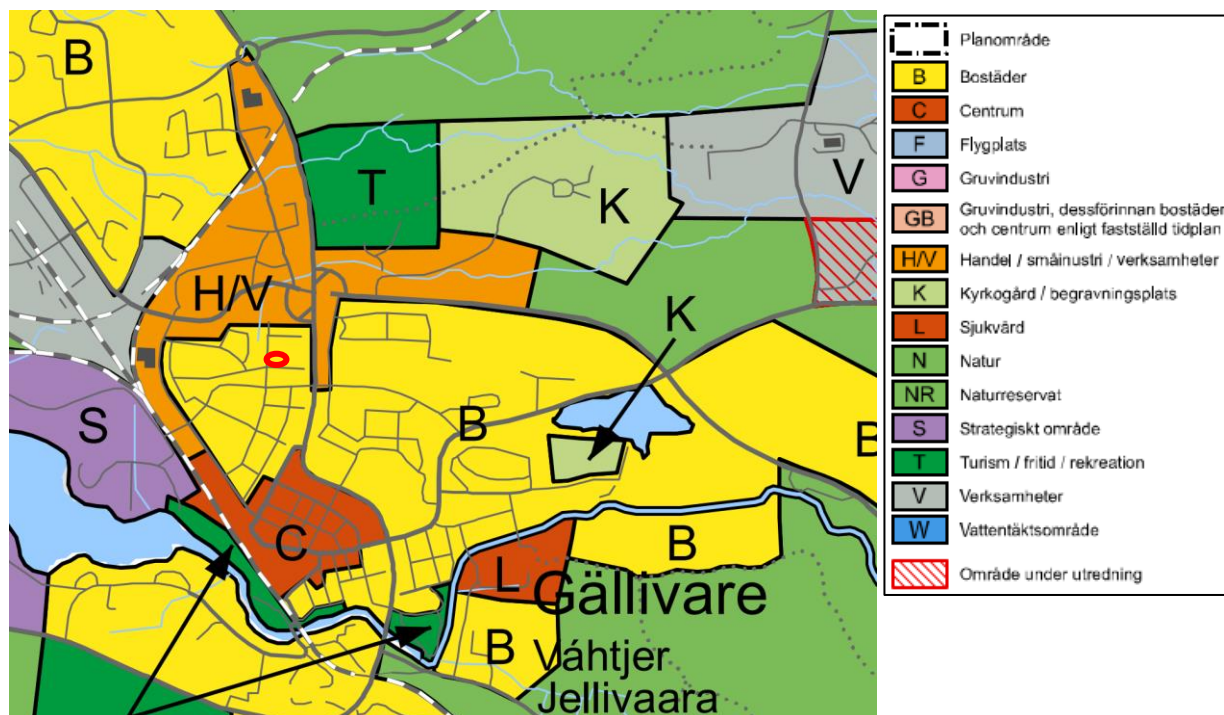 B
T
K
V
H/V
K
S
B
B
C
B
L
Gällivare
B
Váhtjer
Jellivaara
Planområde
B Bostäder
C Centrum
F Flygplats
G Gruvindustri
GB Gruvindustri, dessförinnan bostäder
och centrum enligt fastställd tidplan
H/V Handel / småinustri / verksamheter
K Kyrkogård / begravningsplats
L Sjukvård
N Natur
NR Naturreservat
S Strategiskt område
T Turism / fritid / rekreation
V Verksamheter
W Vattentäktsområde
Område under utredning